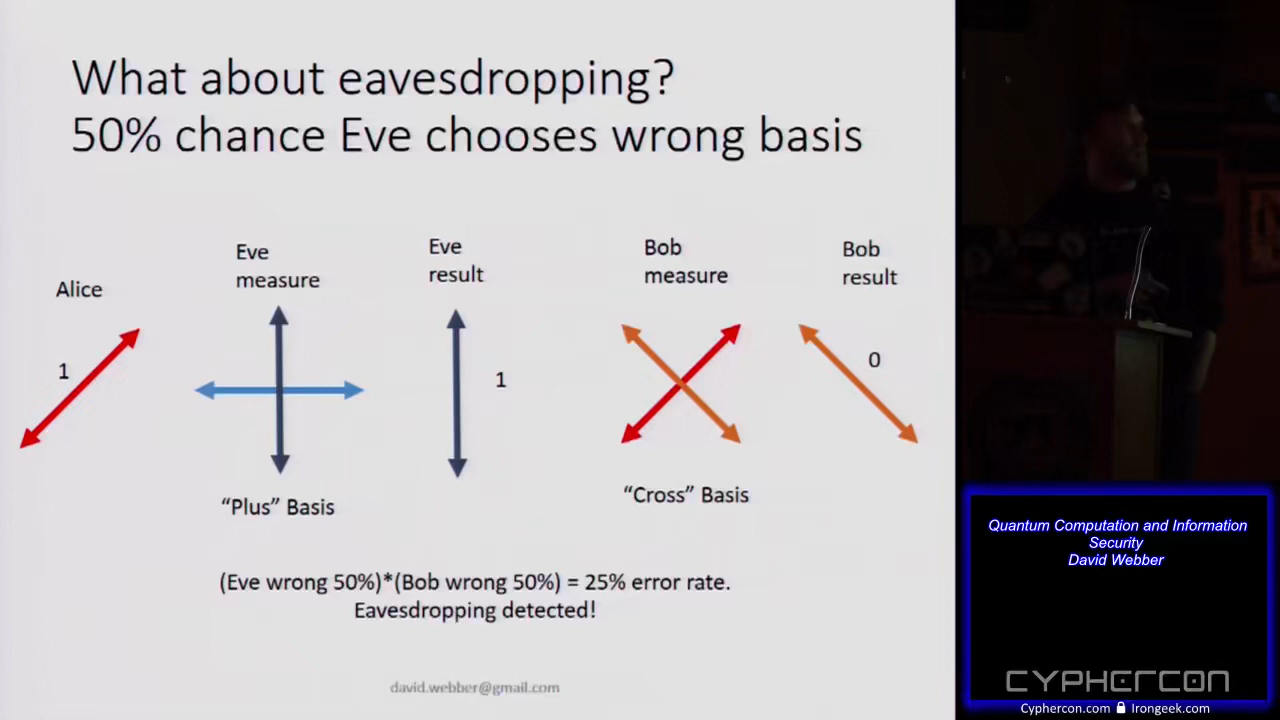 What about eavesdropping?
50% chance Eve chooses wrong basis
Alice
Eve
measure
Eve
result
Bob
measure
Bob
result
1
1
0
"Plus" Basis
"Cross" Basis
(Eve wrong 50%)*(Bob wrong 50%) = 25% error rate.
Eavesdropping detected!
david.webber@gmail.com
Quantum Computation and Information
Security
David Webber
CYPHERCON
Cyphercon.com Irongeek.com